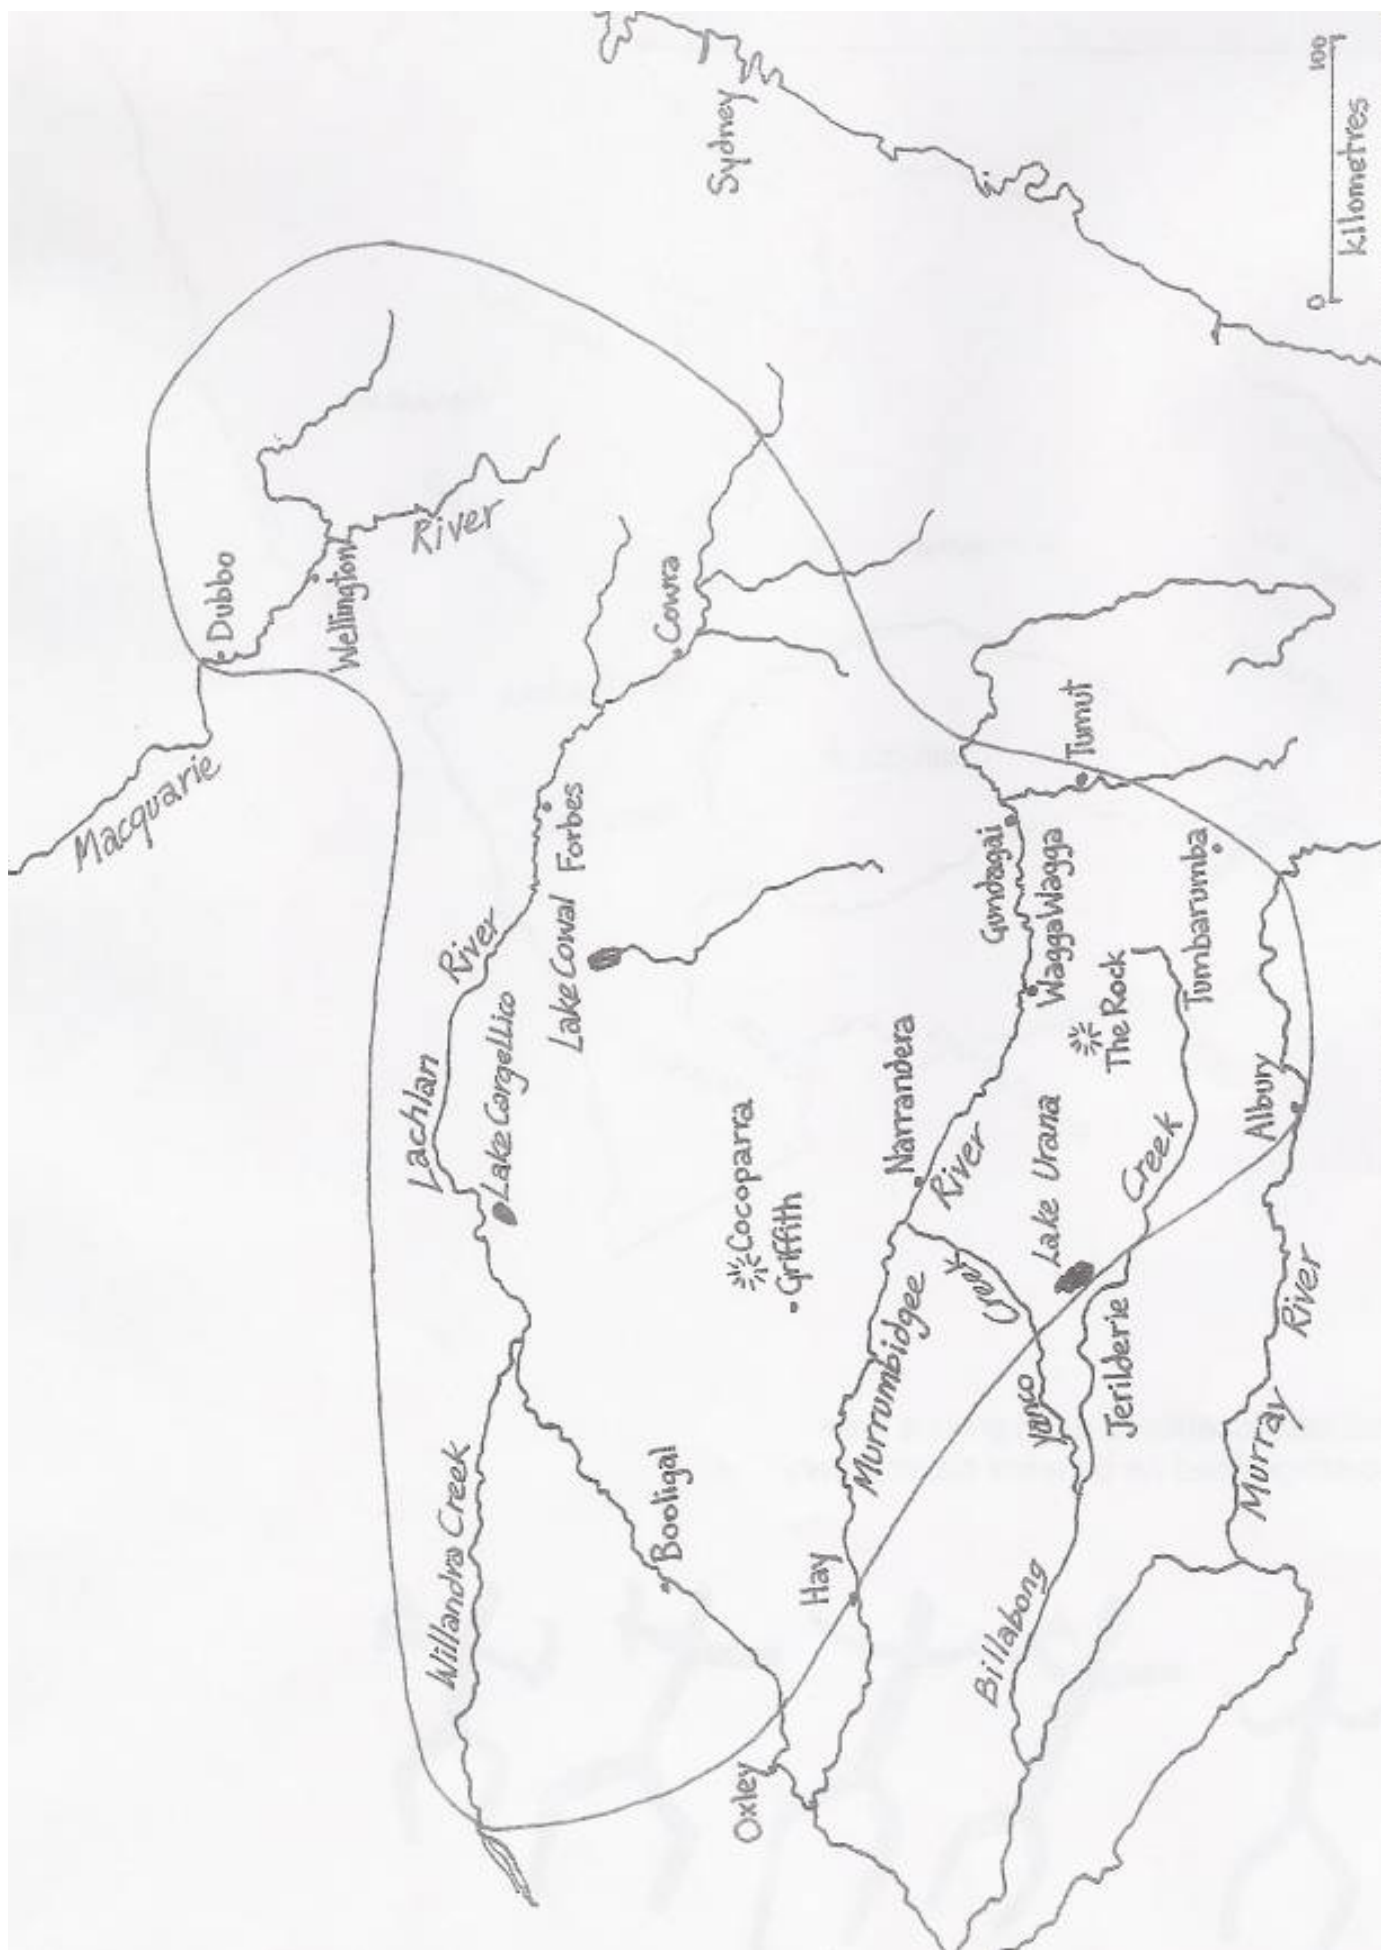 Macquarie
Dubbo
Wellington
River
Sydney
Willandra Creek
Lachlan
River
Lake Cargellico
Lake Cowal
Forbes
Cowra
Booligal
Cocoparra
Griffith
Oxley
Hay
Murrumbidgee
River
Narrandera
Gundagai
Wagga Wagga
Tumut
The Rock
Tumbarumba
Lake Urana
Creek
Yanco
Jerilderie
Billabong
Creek
Albury
Murray
River
0 100
kilometres